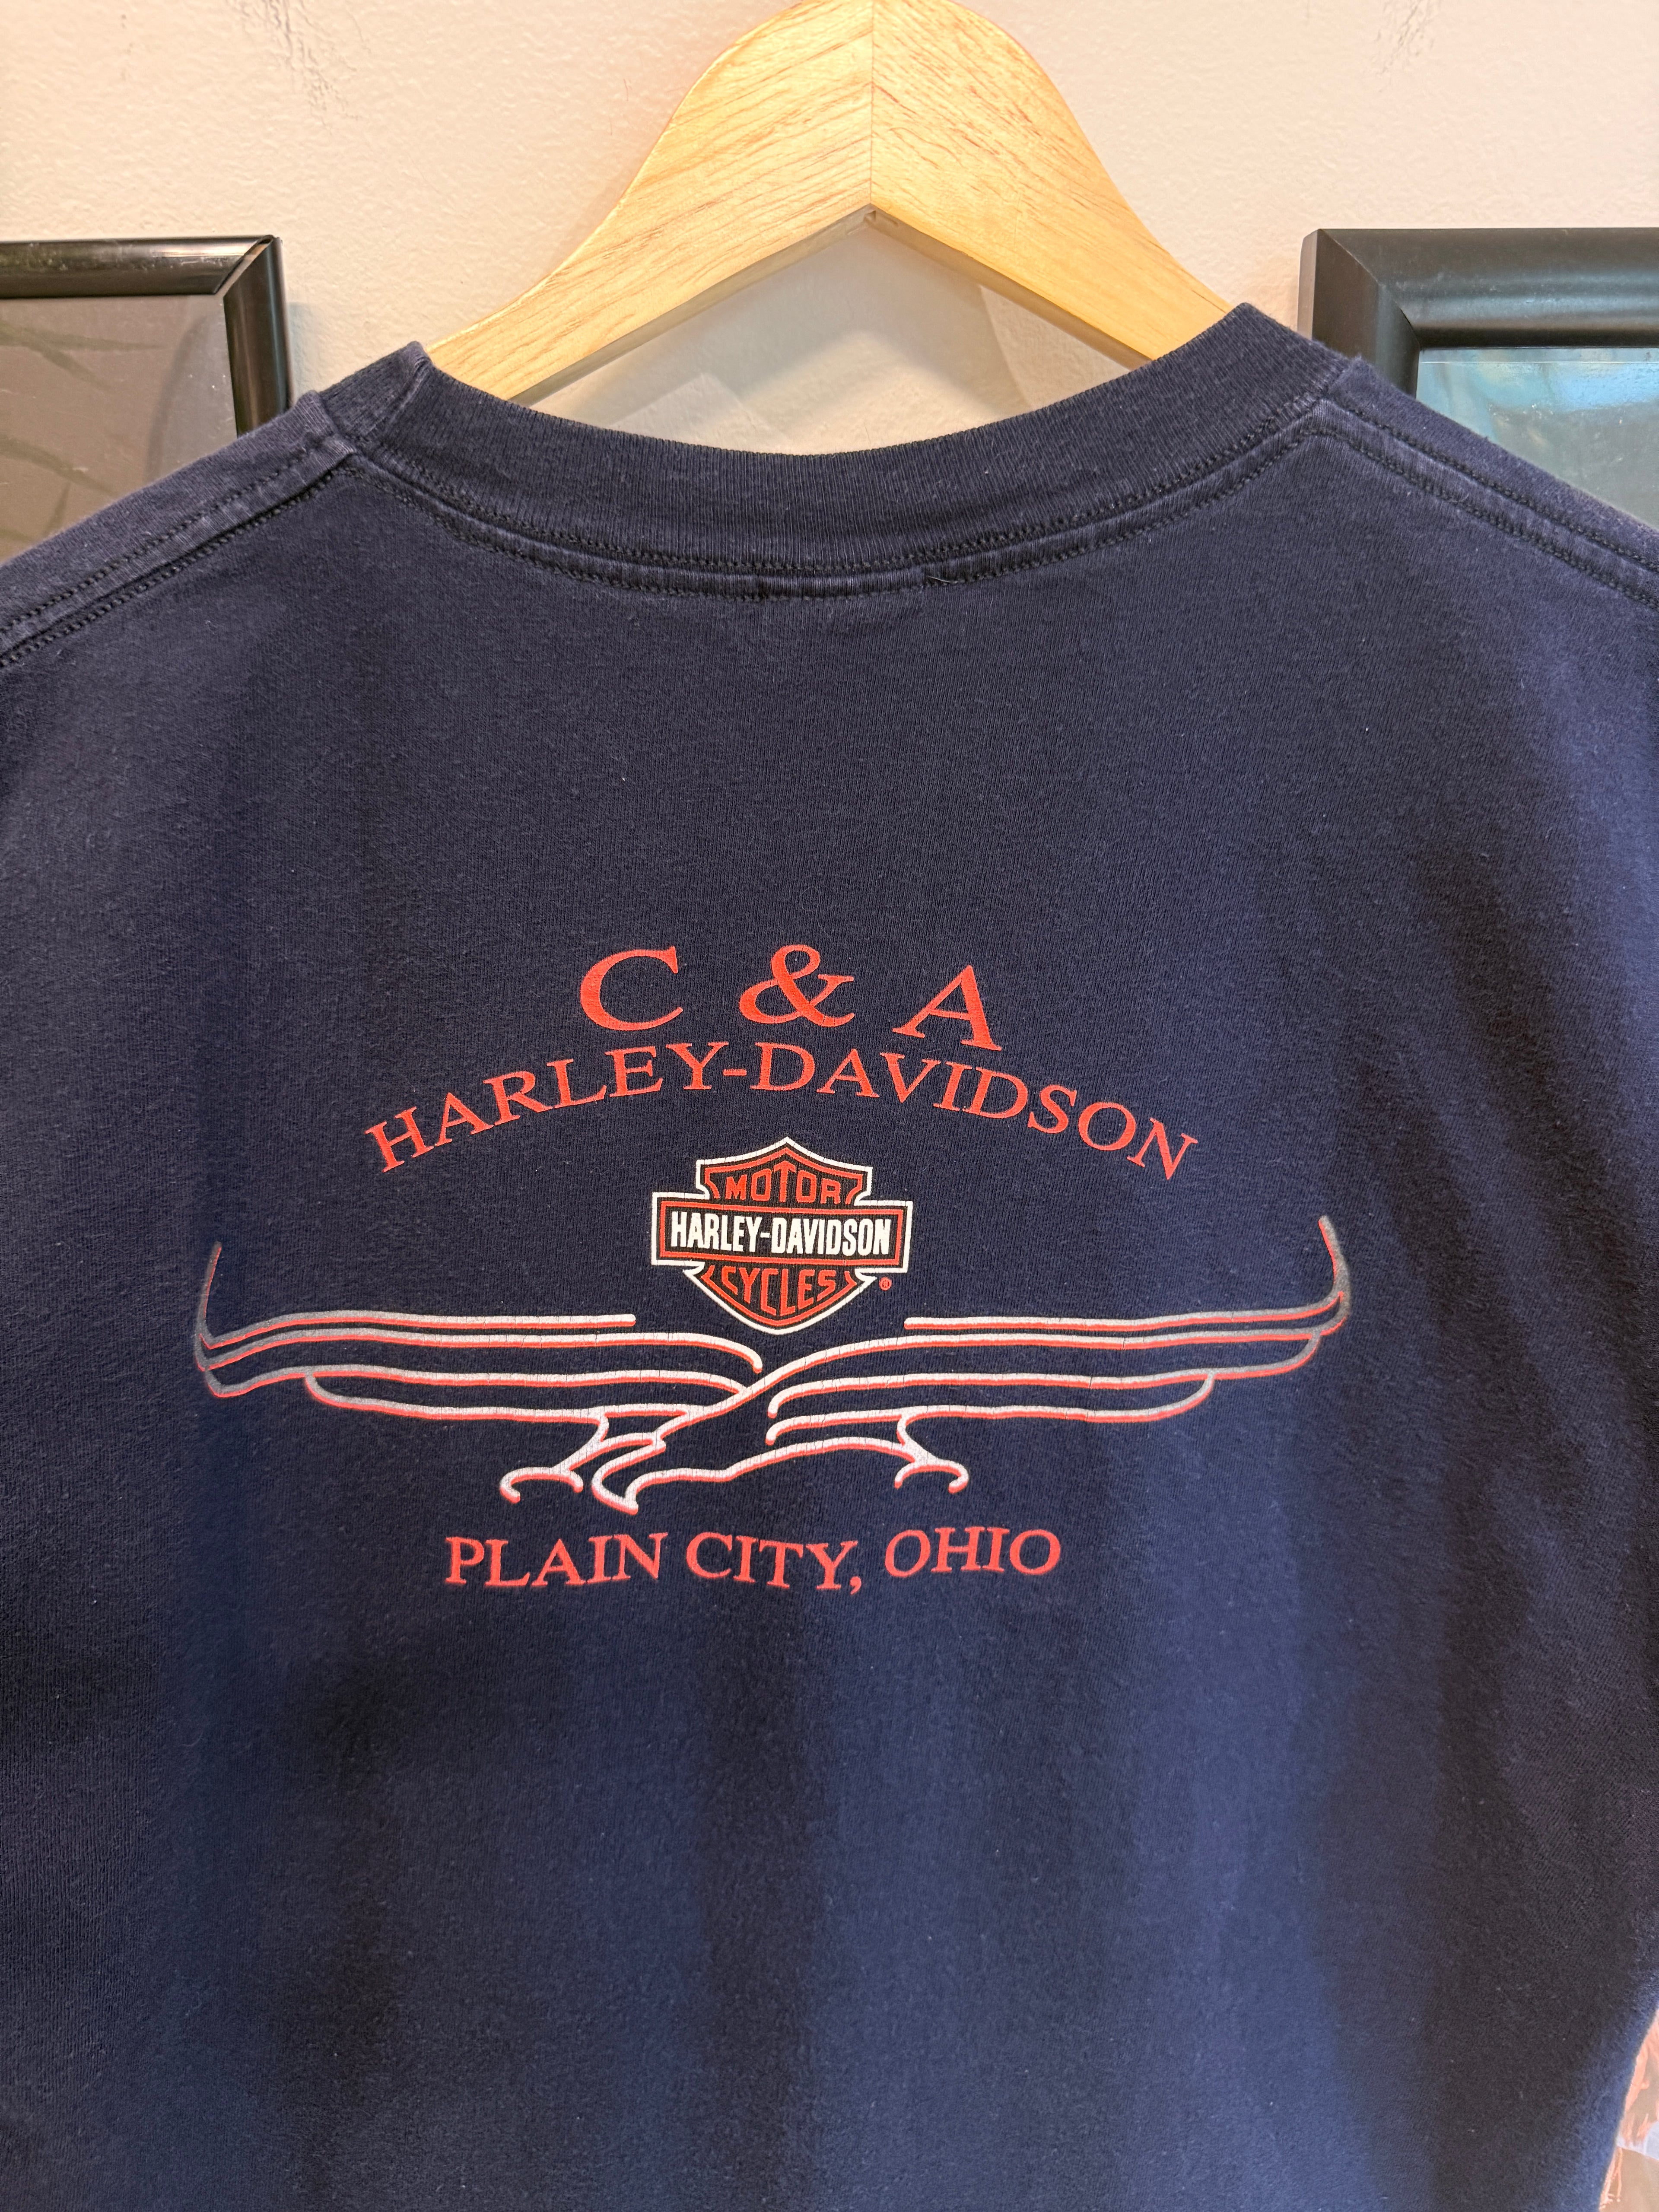 C & A
HARLEY-DAVIDSON
MOTOR
HARLEY-DAVIDSON
CYCLES
®
PLAIN CITY, OHIO